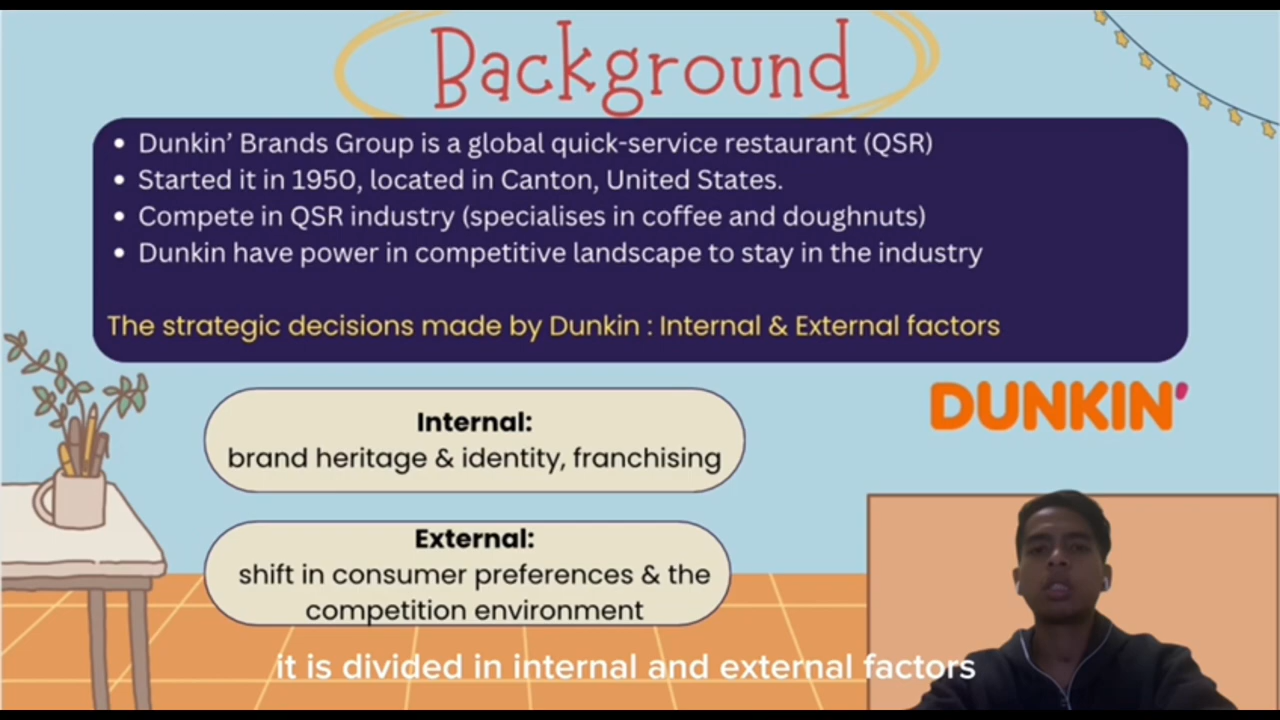 Background
• Dunkin’ Brands Group is a global quick-service restaurant (QSR)
• Started it in 1950, located in Canton, United States.
• Compete in QSR industry (specialises in coffee and doughnuts)
• Dunkin have power in competitive landscape to stay in the industry
The strategic decisions made by Dunkin : Internal & External factors
DUNKIN’
Internal:
brand heritage & identity, franchising
External:
shift in consumer preferences & the
competition environment
it is divided in internal and external factors